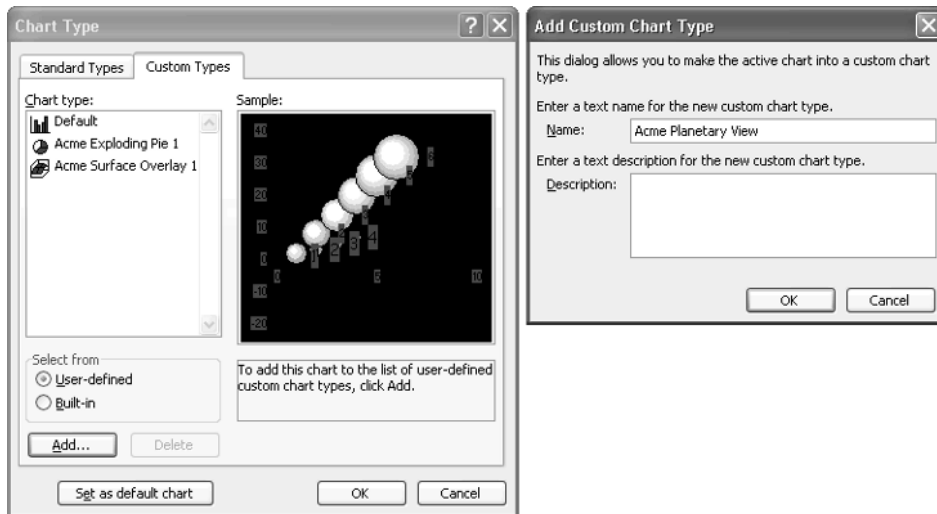 Chart Type
Standard Types
Custom Types
Chart type:
Default
Acme Exploding Pie 1
Acme Surface Overlay 1
Sample:
40
30
20
10
0
-10
-20
0
5
10
1
2
3
4
Select from
User-defined
Built-in
To add this chart to the list of user-defined
custom chart types, click Add.
Add...
Delete
Set as default chart
OK
Cancel
Add Custom Chart Type
This dialog allows you to make the active chart into a custom chart
type.
Enter a text name for the new custom chart type.
Name:
Acme Planetary View
Enter a text description for the new custom chart type.
Description:
OK
Cancel